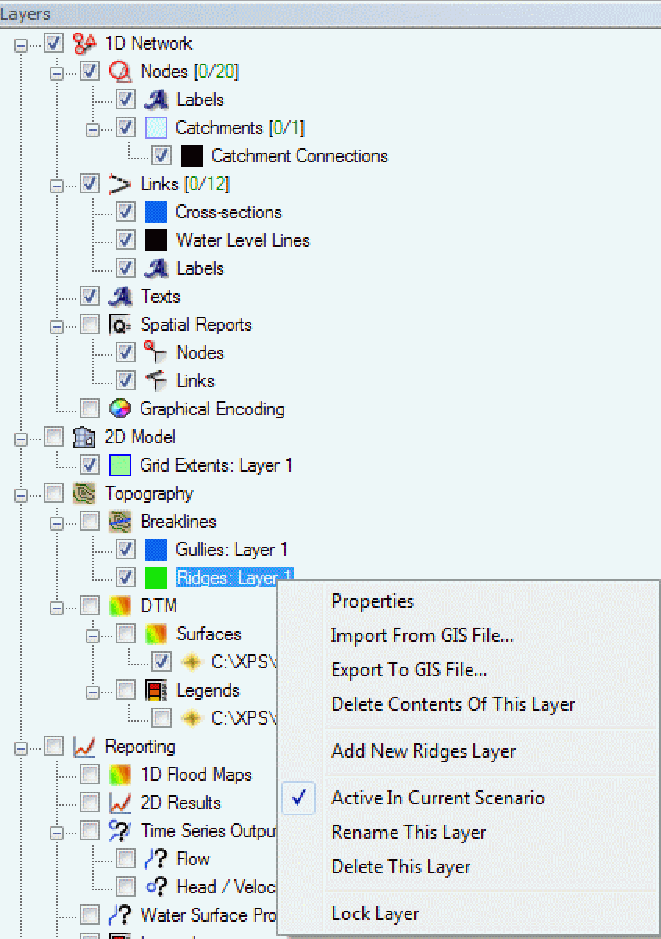 Layers
1D Network
Nodes [0/20]
Labels
Catchments [0/1]
Catchment Connections
Links [0/12]
Cross-sections
Water Level Lines
Labels
Texts
Spatial Reports
Nodes
Links
Graphical Encoding
2D Model
Grid Extents: Layer 1
Topography
Breaklines
Gullies: Layer 1
Ridges: Layer 1
DTM
Surfaces
C:\XPS\
Legends
C:\XPS\
Reporting
1D Flood Maps
2D Results
Time Series Outpu
Flow
Head / Veloc
Water Surface Pro
Properties
Import From GIS File...
Export To GIS File...
Delete Contents Of This Layer
Add New Ridges Layer
Active In Current Scenario
Rename This Layer
Delete This Layer
Lock Layer